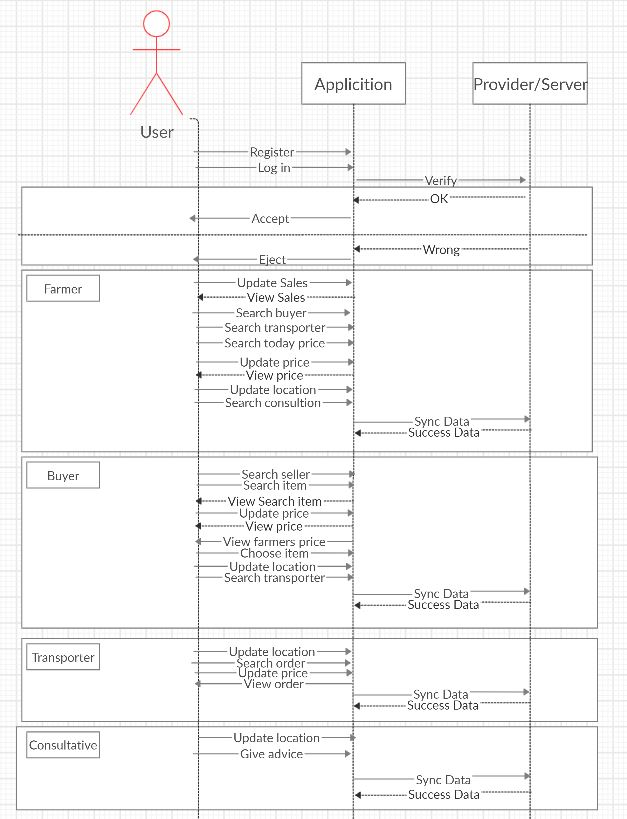 User
Applicition
Provider/Server
Register
Log in
Verify
OK
Accept
Wrong
Eject
Farmer
Update Sales
View Sales
Search buyer
Search transporter
Search today price
Update price
View price
Update location
Search consultion
Sync Data
Success Data
Buyer
Search seller
Search item
View Search item
Update price
View price
View farmers price
Choose item
Update location
Search transporter
Sync Data
Success Data
Transporter
Update location
Search order
Update price
View order
Sync Data
Success Data
Consultative
Update location
Give advice
Sync Data
Success Data